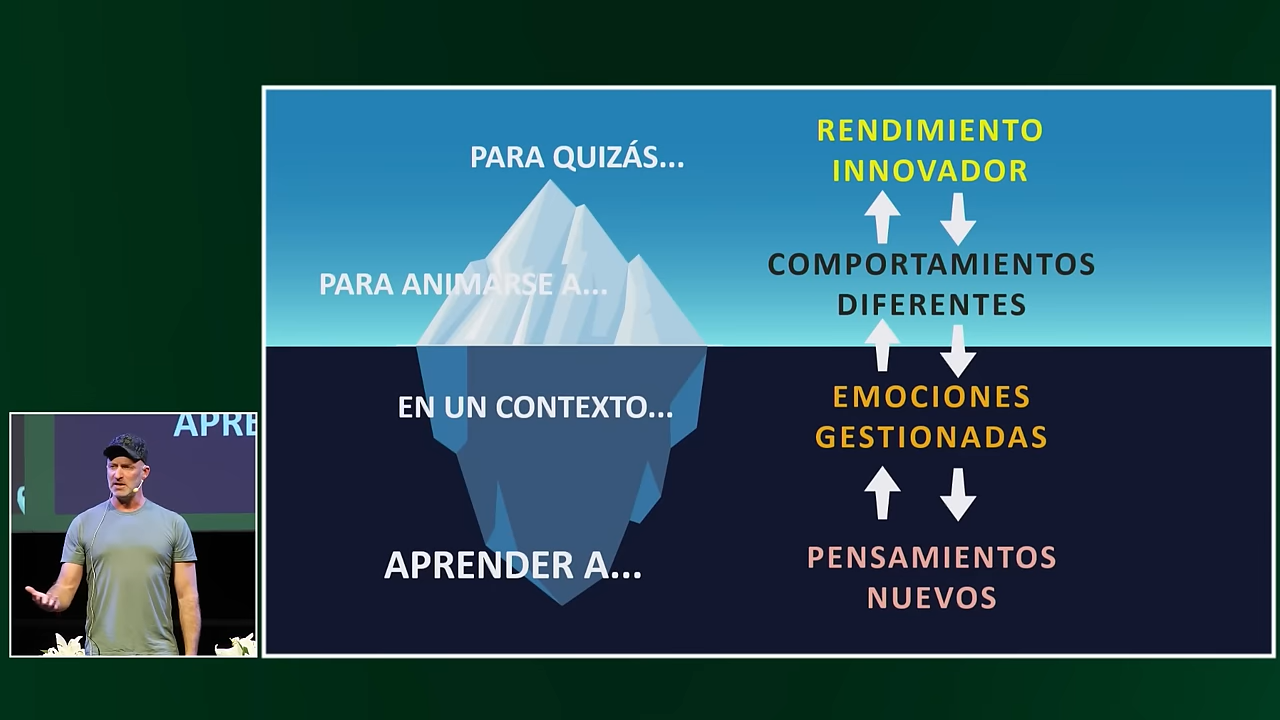 PARA QUIZÁS...
RENDIMIENTO
INNOVADOR
PARA ANIMARSE A...
COMPORTAMIENTOS
DIFERENTES
EN UN CONTEXTO...
EMOCIONES
GESTIONADAS
APRENDER A...
PENSAMIENTOS
NUEVOS
APRE